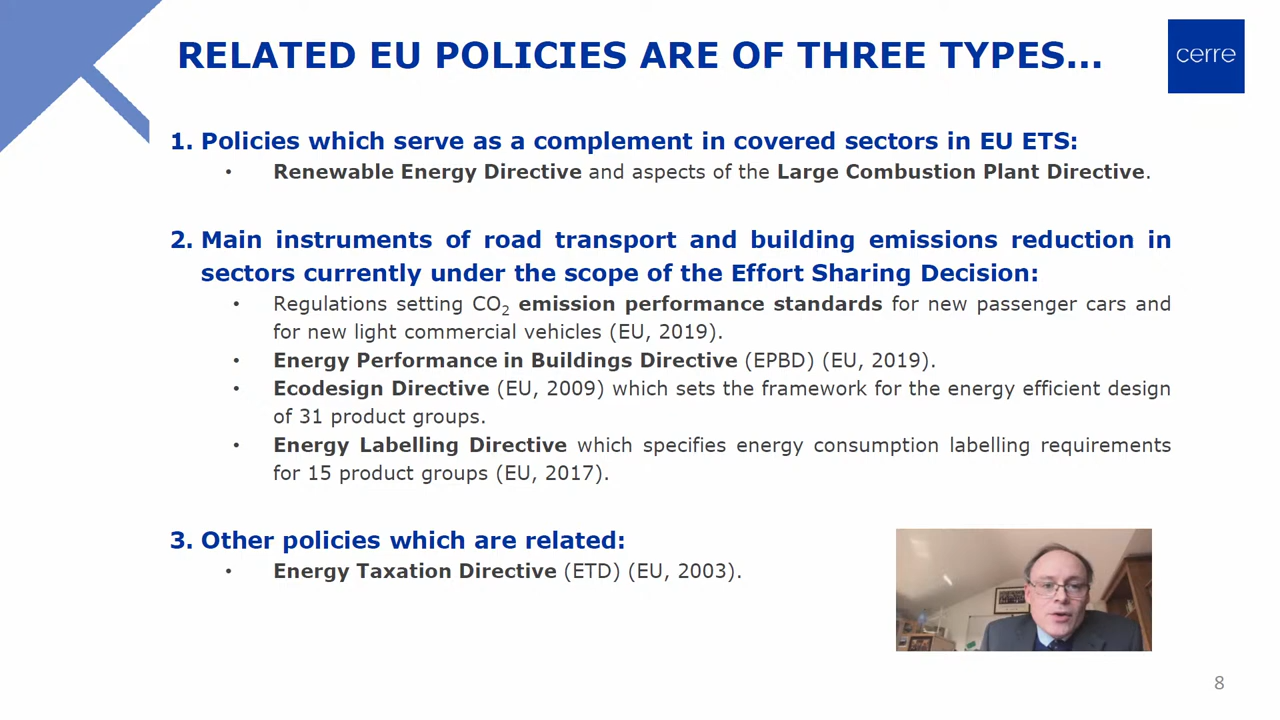 RELATED EU POLICIES ARE OF THREE TYPES...
cerre
1. Policies which serve as a complement in covered sectors in EU ETS:
• Renewable Energy Directive and aspects of the Large Combustion Plant Directive.
2. Main instruments of road transport and building emissions reduction in
sectors currently under the scope of the Effort Sharing Decision:
• Regulations setting CO₂ emission performance standards for new passenger cars and
for new light commercial vehicles (EU, 2019).
• Energy Performance in Buildings Directive (EPBD) (EU, 2019).
• Ecodesign Directive (EU, 2009) which sets the framework for the energy efficient design
of 31 product groups.
• Energy Labelling Directive which specifies energy consumption labelling requirements
for 15 product groups (EU, 2017).
3. Other policies which are related:
• Energy Taxation Directive (ETD) (EU, 2003).
8